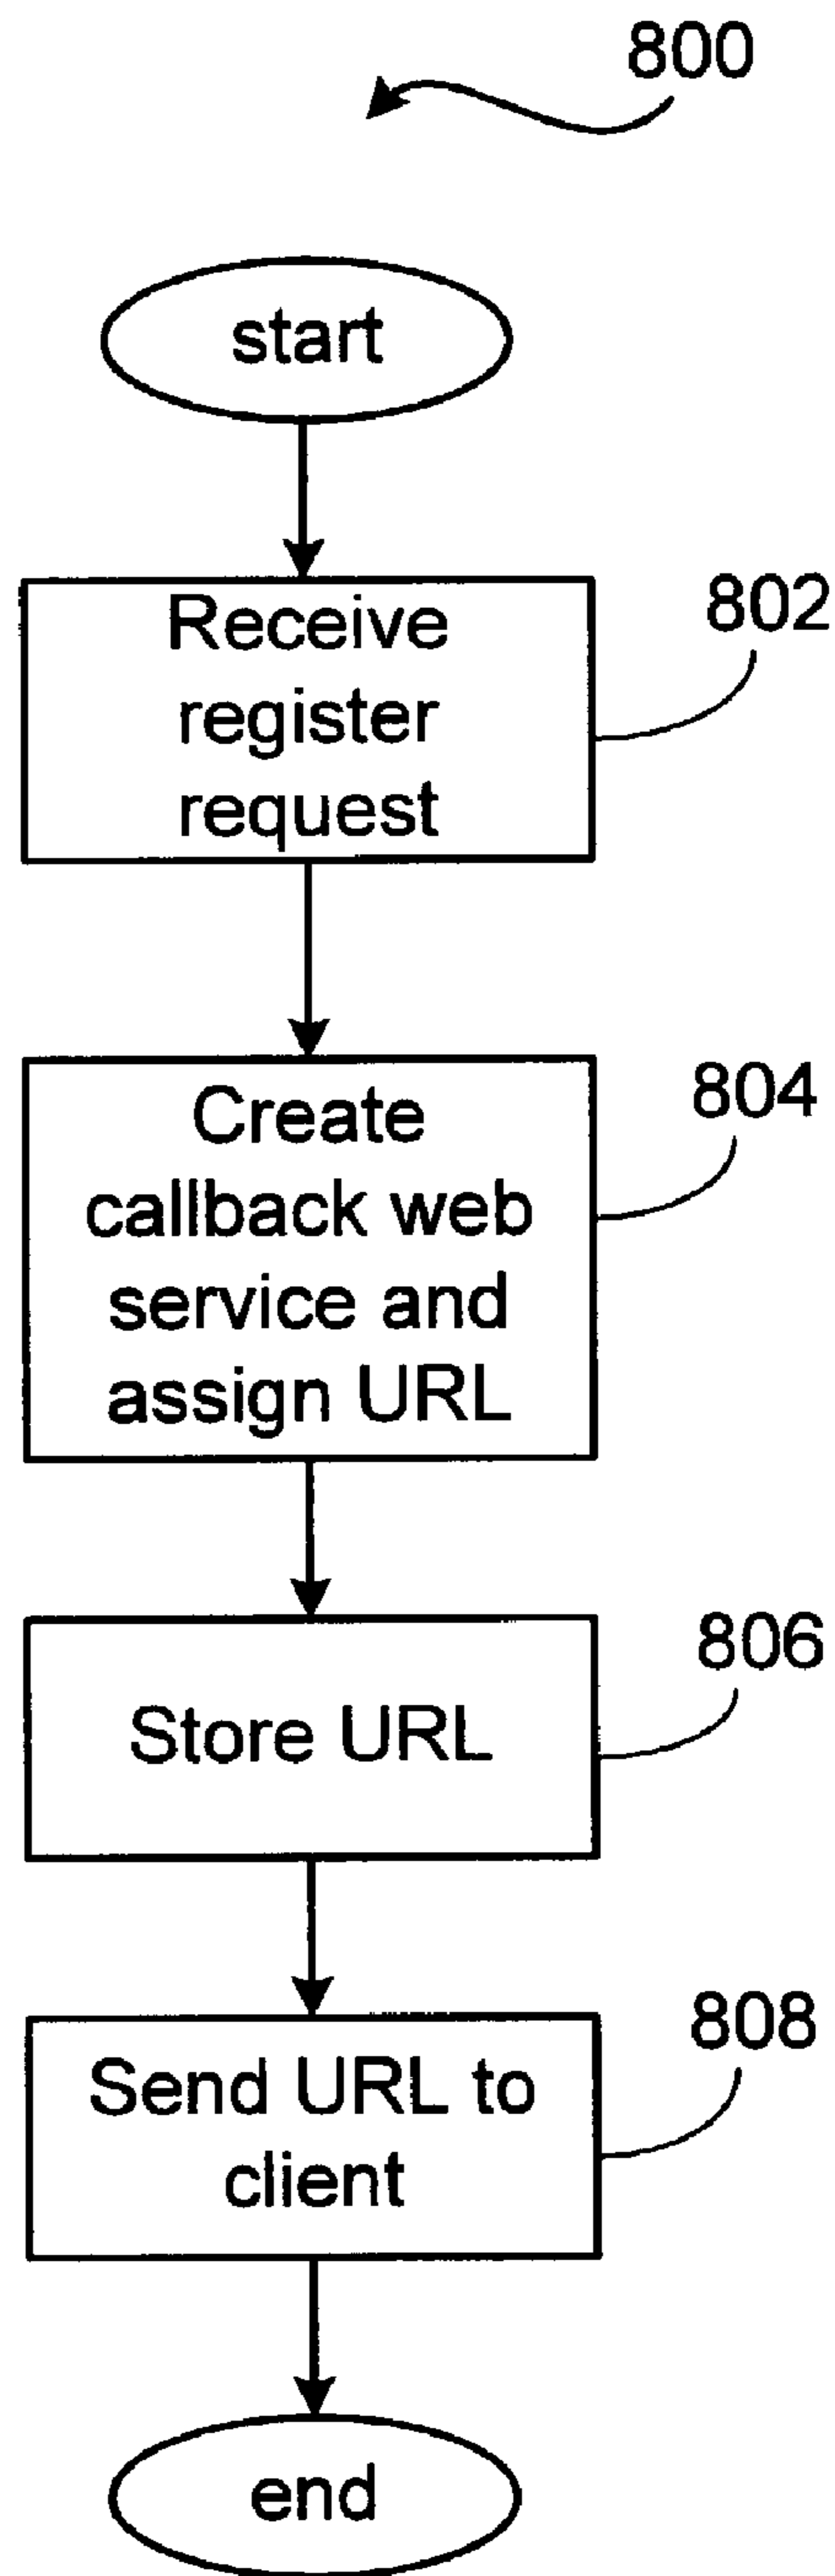 800
start
802
Receive
register
request
804
Create
callback web
service and
assign URL
806
Store URL
808
Send URL to
client
end